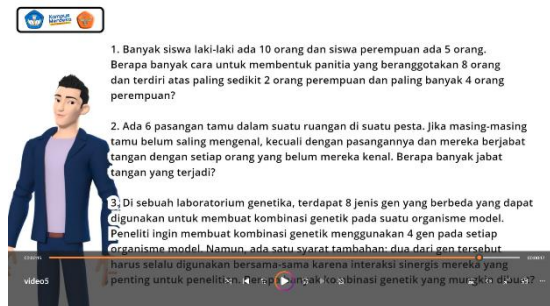 Kampus
Merdeka
1. Banyak siswa laki-laki ada 10 orang dan siswa perempuan ada 5 orang.
Berapa banyak cara untuk membentuk panitia yang beranggotakan 8 orang
dan terdiri atas paling sedikit 2 orang perempuan dan paling banyak 4 orang
perempuan?
2. Ada 6 pasangan tamu dalam suatu ruangan di suatu pesta. Jika masing-masing
tamu belum saling mengenal, kecuali dengan pasangannya dan mereka berjabat
tangan dengan setiap orang yang belum mereka kenal. Berapa banyak jabat
tangan yang terjadi?
3. Di sebuah laboratorium genetika, terdapat 8 jenis gen yang berbeda yang dapat
digunakan untuk membuat kombinasi genetik pada suatu organisme model.
Peneliti ingin membuat kombinasi genetik menggunakan 4 gen pada setiap
organisme model. Namun, ada satu syarat tambahan: dua dari gen tersebut
harus selalu digunakan bersama-sama karena interaksi sinergis mereka yang
penting untuk penelitian. Berapa banyak kombinasi genetik yang mungkin dibuat?
video5